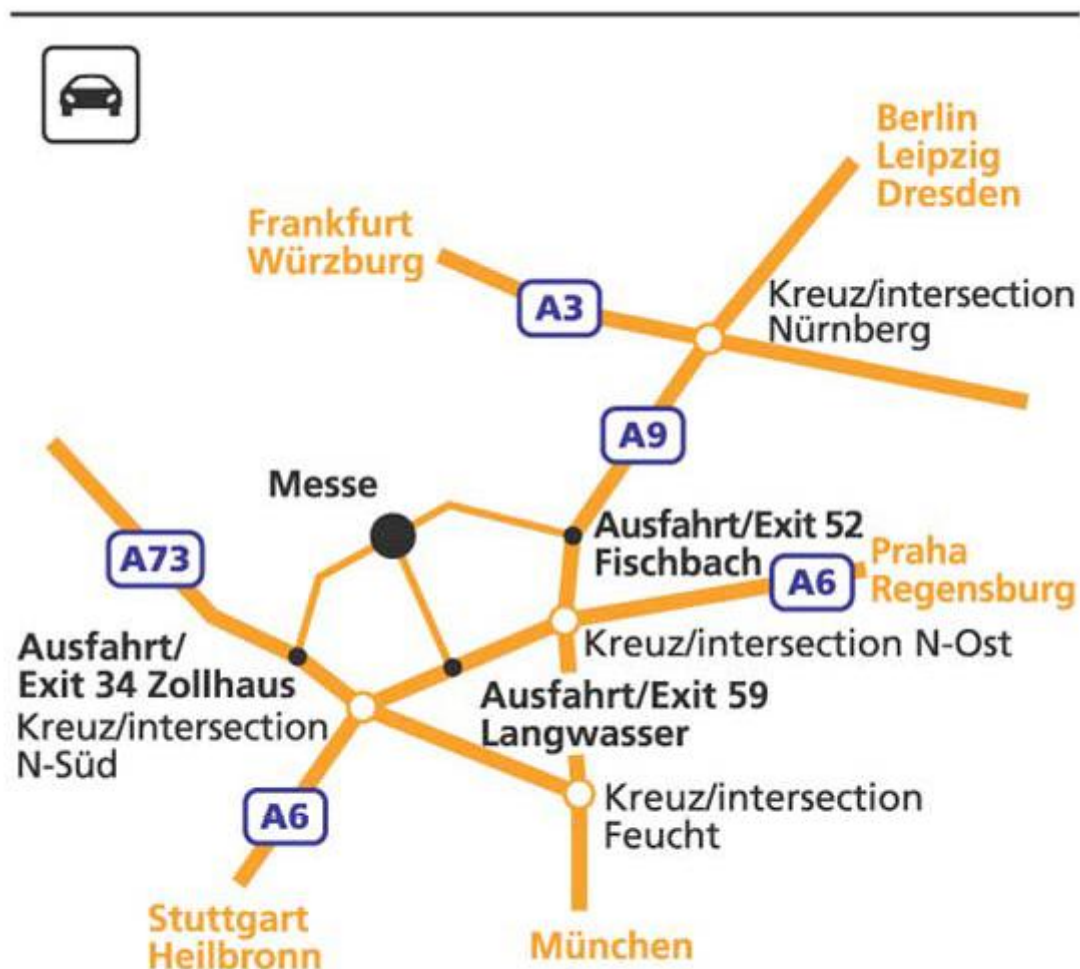 Berlin
Leipzig
Dresden
Frankfurt
Würzburg
A3
Kreuz/intersection
Nürnberg
A9
Messe
Ausfahrt/Exit 52
Fischbach
A73
Praha
Regensburg
A6
Kreuz/intersection N-Ost
Ausfahrt/
Exit 34 Zollhaus
Kreuz/intersection
N-Süd
Ausfahrt/Exit 59
Langwasser
A6
Kreuz/intersection
Feucht
Stuttgart
Heilbronn
München